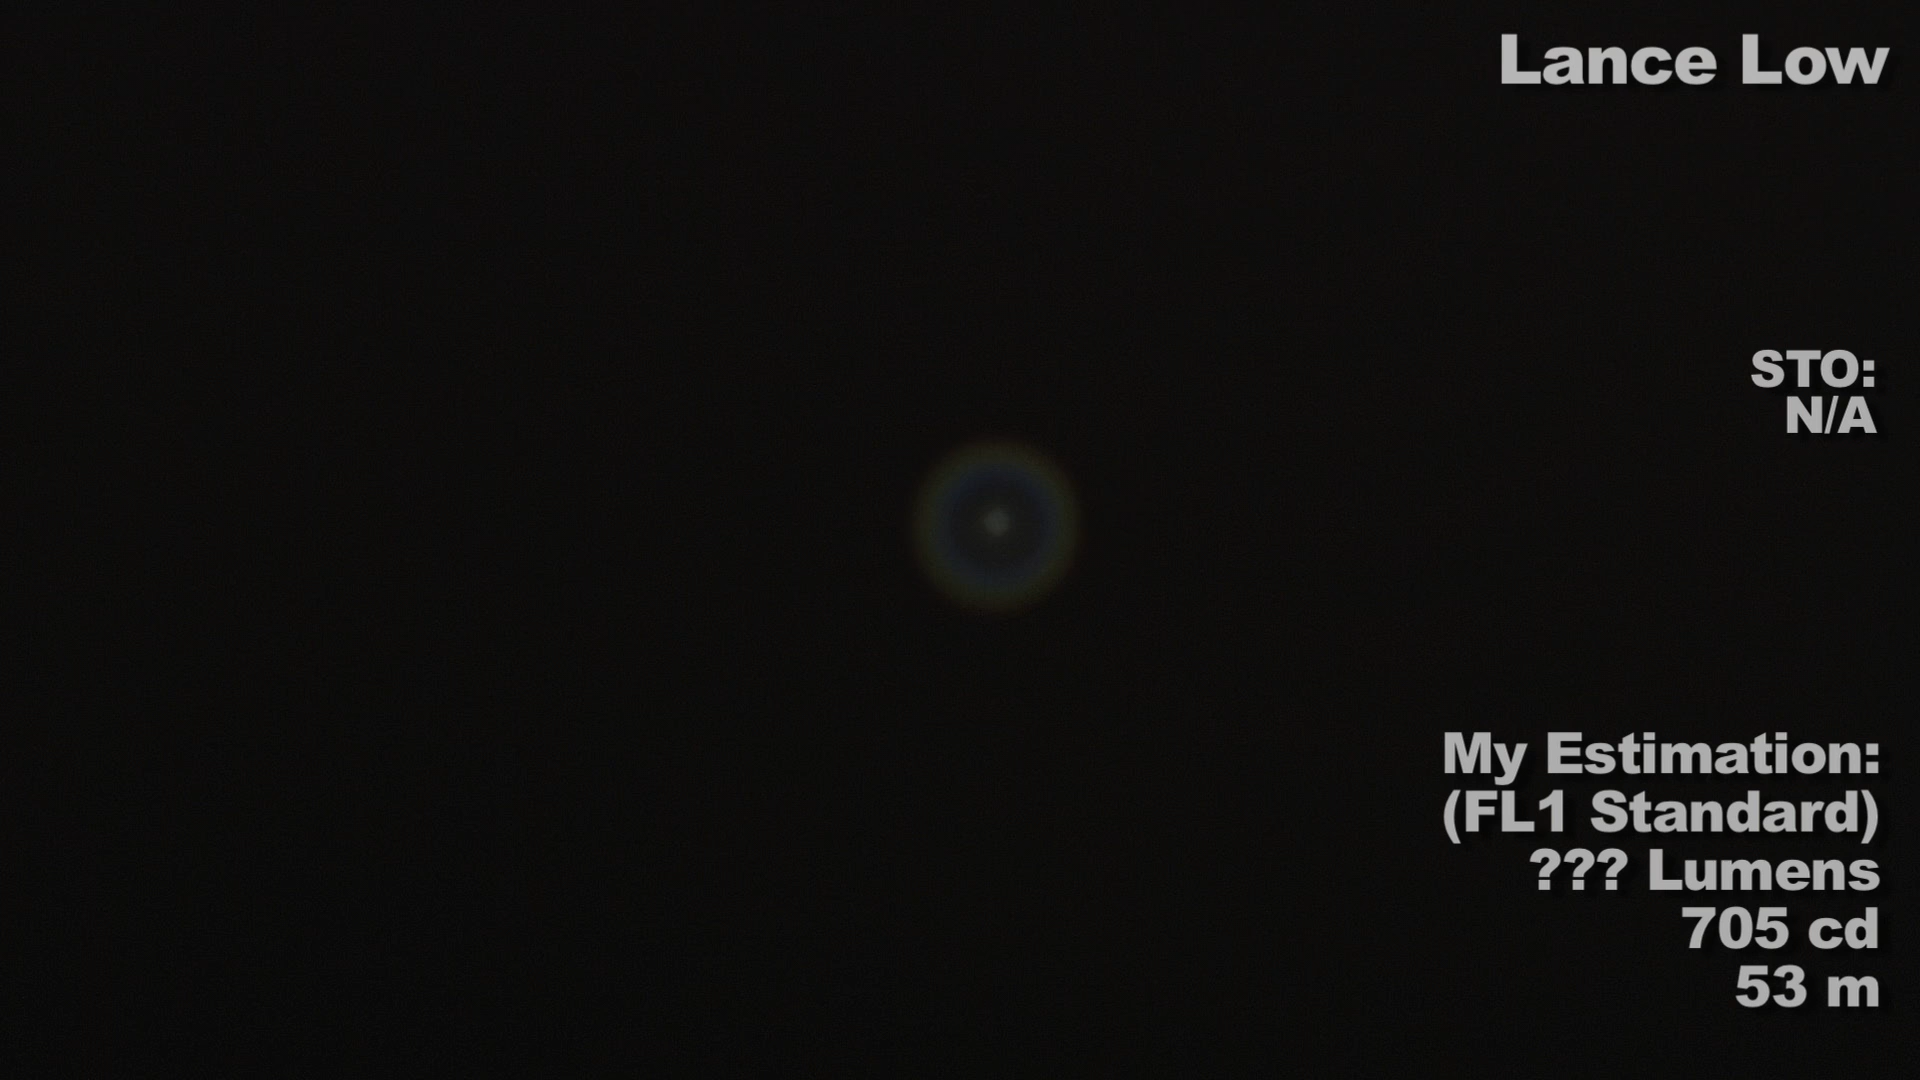 Lance Low
STO:
N/A
My Estimation:
(FL1 Standard)
??? Lumens
705 cd
53 m